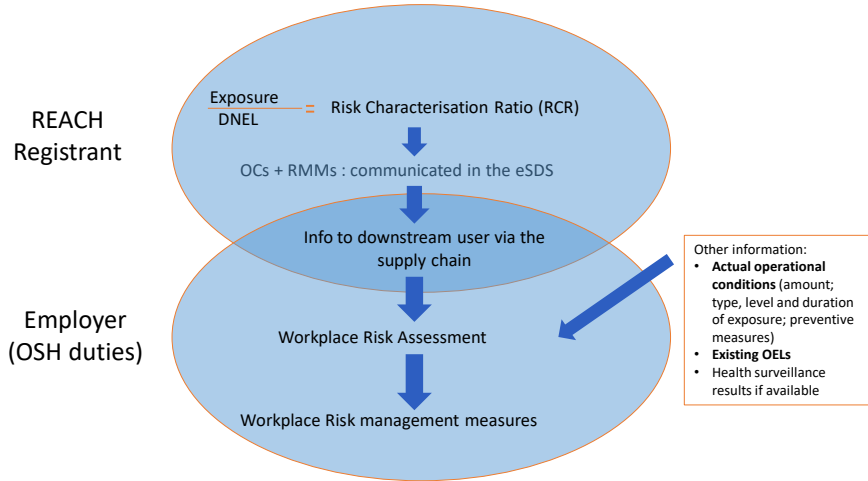 REACH
Registrant
Exposure
DNEL
= Risk Characterisation Ratio (RCR)
OCs + RMMs : communicated in the eSDS
Info to downstream user via the
supply chain
Employer
(OSH duties)
Workplace Risk Assessment
Workplace Risk management measures
Other information:
• Actual operational
conditions (amount;
type, level and duration
of exposure; preventive
measures)
• Existing OELs
• Health surveillance
results if available